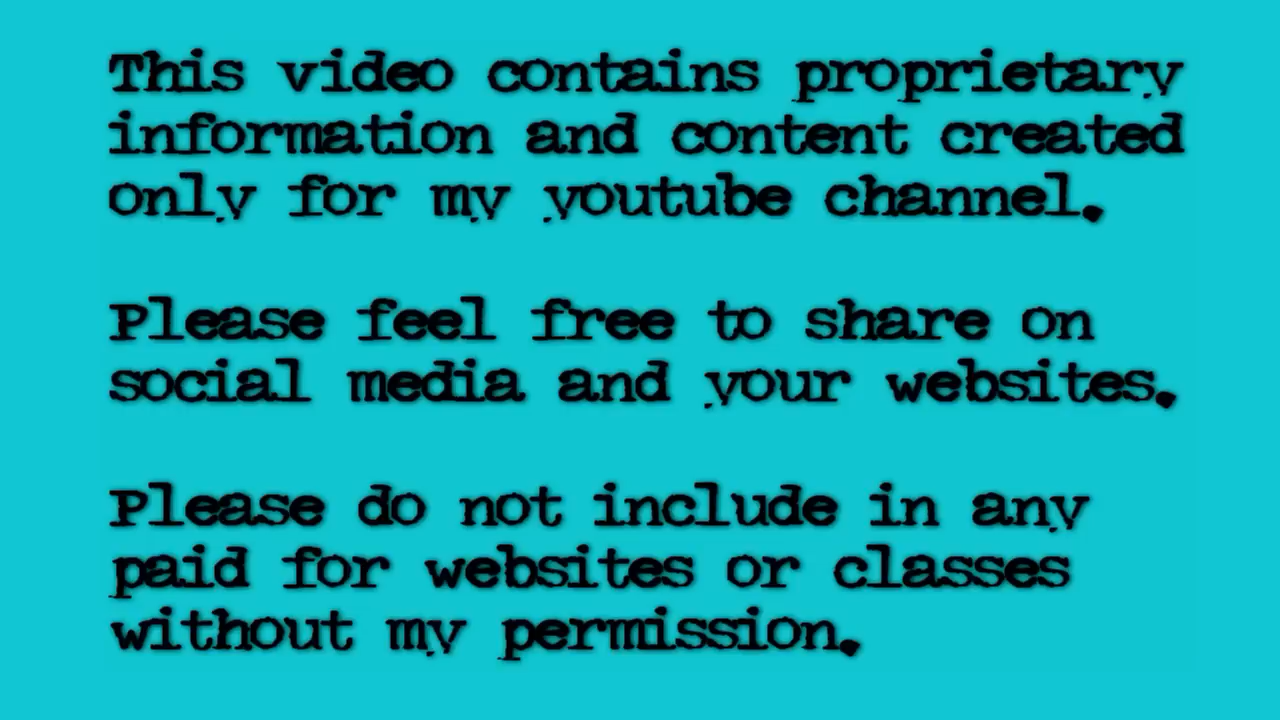 This video contains proprietary
information and content created
only for my youtube channel.
Please feel free to share on
social media and your websites.
Please do not include in any
paid for websites or classes
without my permission.